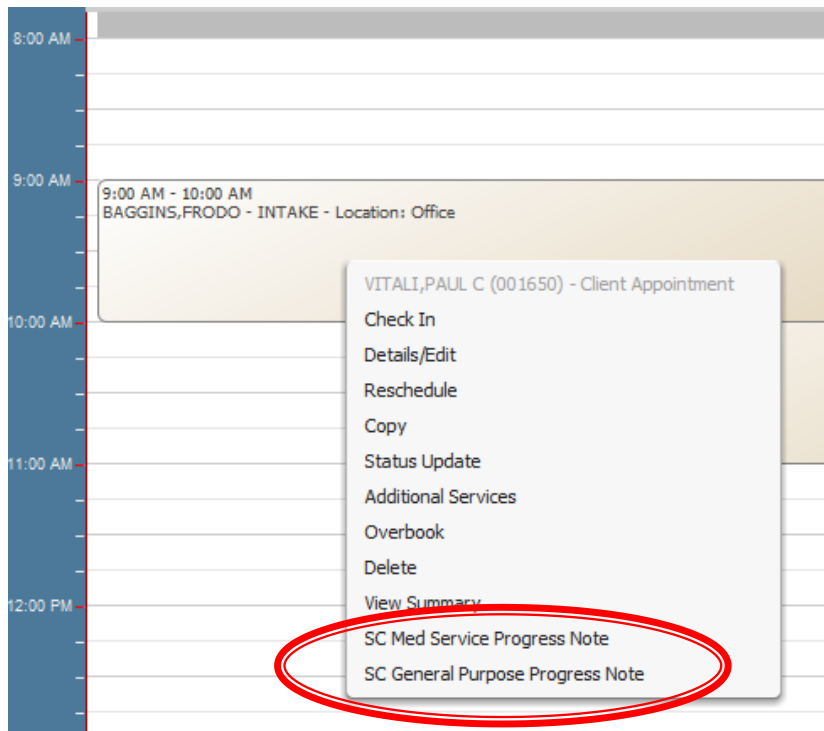 8:00 AM
9:00 AM
9:00 AM - 10:00 AM
BAGGINS,FRODO - INTAKE - Location: Office
VITALI,PAUL C (001650) - Client Appointment
10:00 AM
Check In
Details/Edit
Reschedule
Copy
11:00 AM
Status Update
Additional Services
Overbook
Delete
12:00 PM
View Summary
SC Med Service Progress Note
SC General Purpose Progress Note